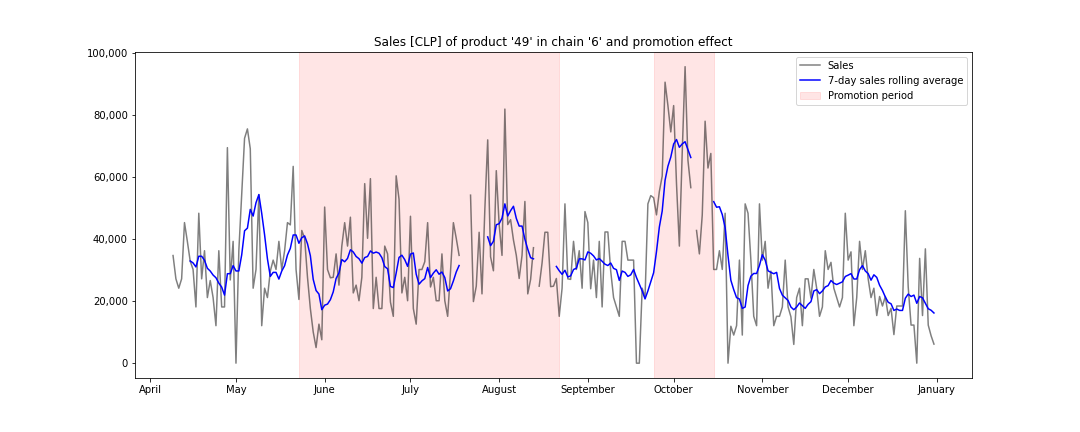 Sales [CLP] of product '49' in chain '6' and promotion effect
100,000
80,000
60,000
40,000
20,000
0
Sales
7-day sales rolling average
Promotion period
April May June July August September October November December January